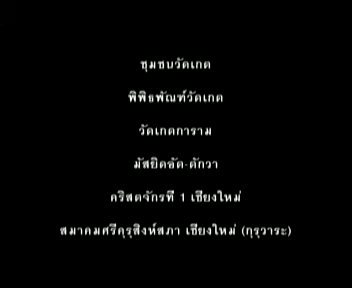 ชุมชนวัดเกต
พิพิธพัณฑ์วัดเกต
วัดเกตการาม
มัสยิดอัต-ตักวา
คริสตจักรที่ 1 เชียงใหม่
สมาคมศรีคุรุสิงห์สภา เชียงใหม่ (กุรุวาระ)